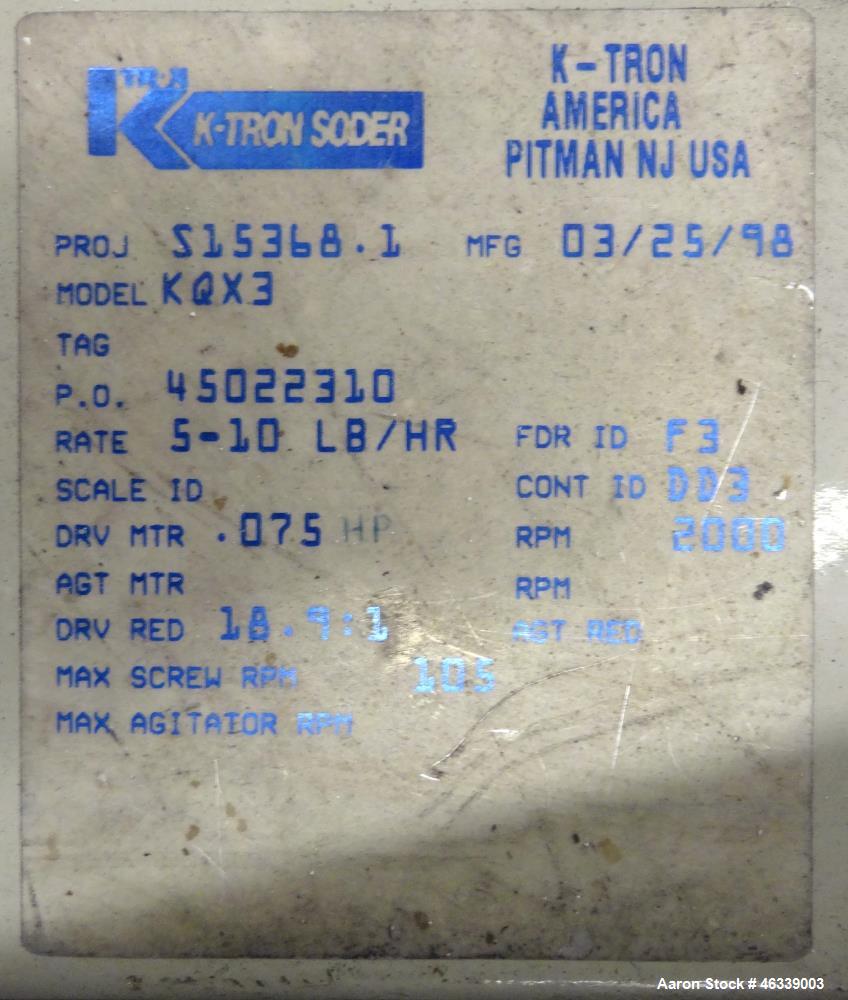 K-TRON SODER
K-TRON
AMERICA
PITMAN NJ USA
PROJ S15368.1 MFG 03/25/98
MODEL KQX3
TAG
P.O. 45022310
RATE 5-10 LB/HR FDR ID F3
SCALE ID CONT ID DD3
DRV MTR .075 HP RPM 2000
AGT MTR RPM
DRV RED 18.9:1 AGT RED
MAX SCREW RPM 105
MAX AGITATOR RPM
Aaron Stock # 46339003